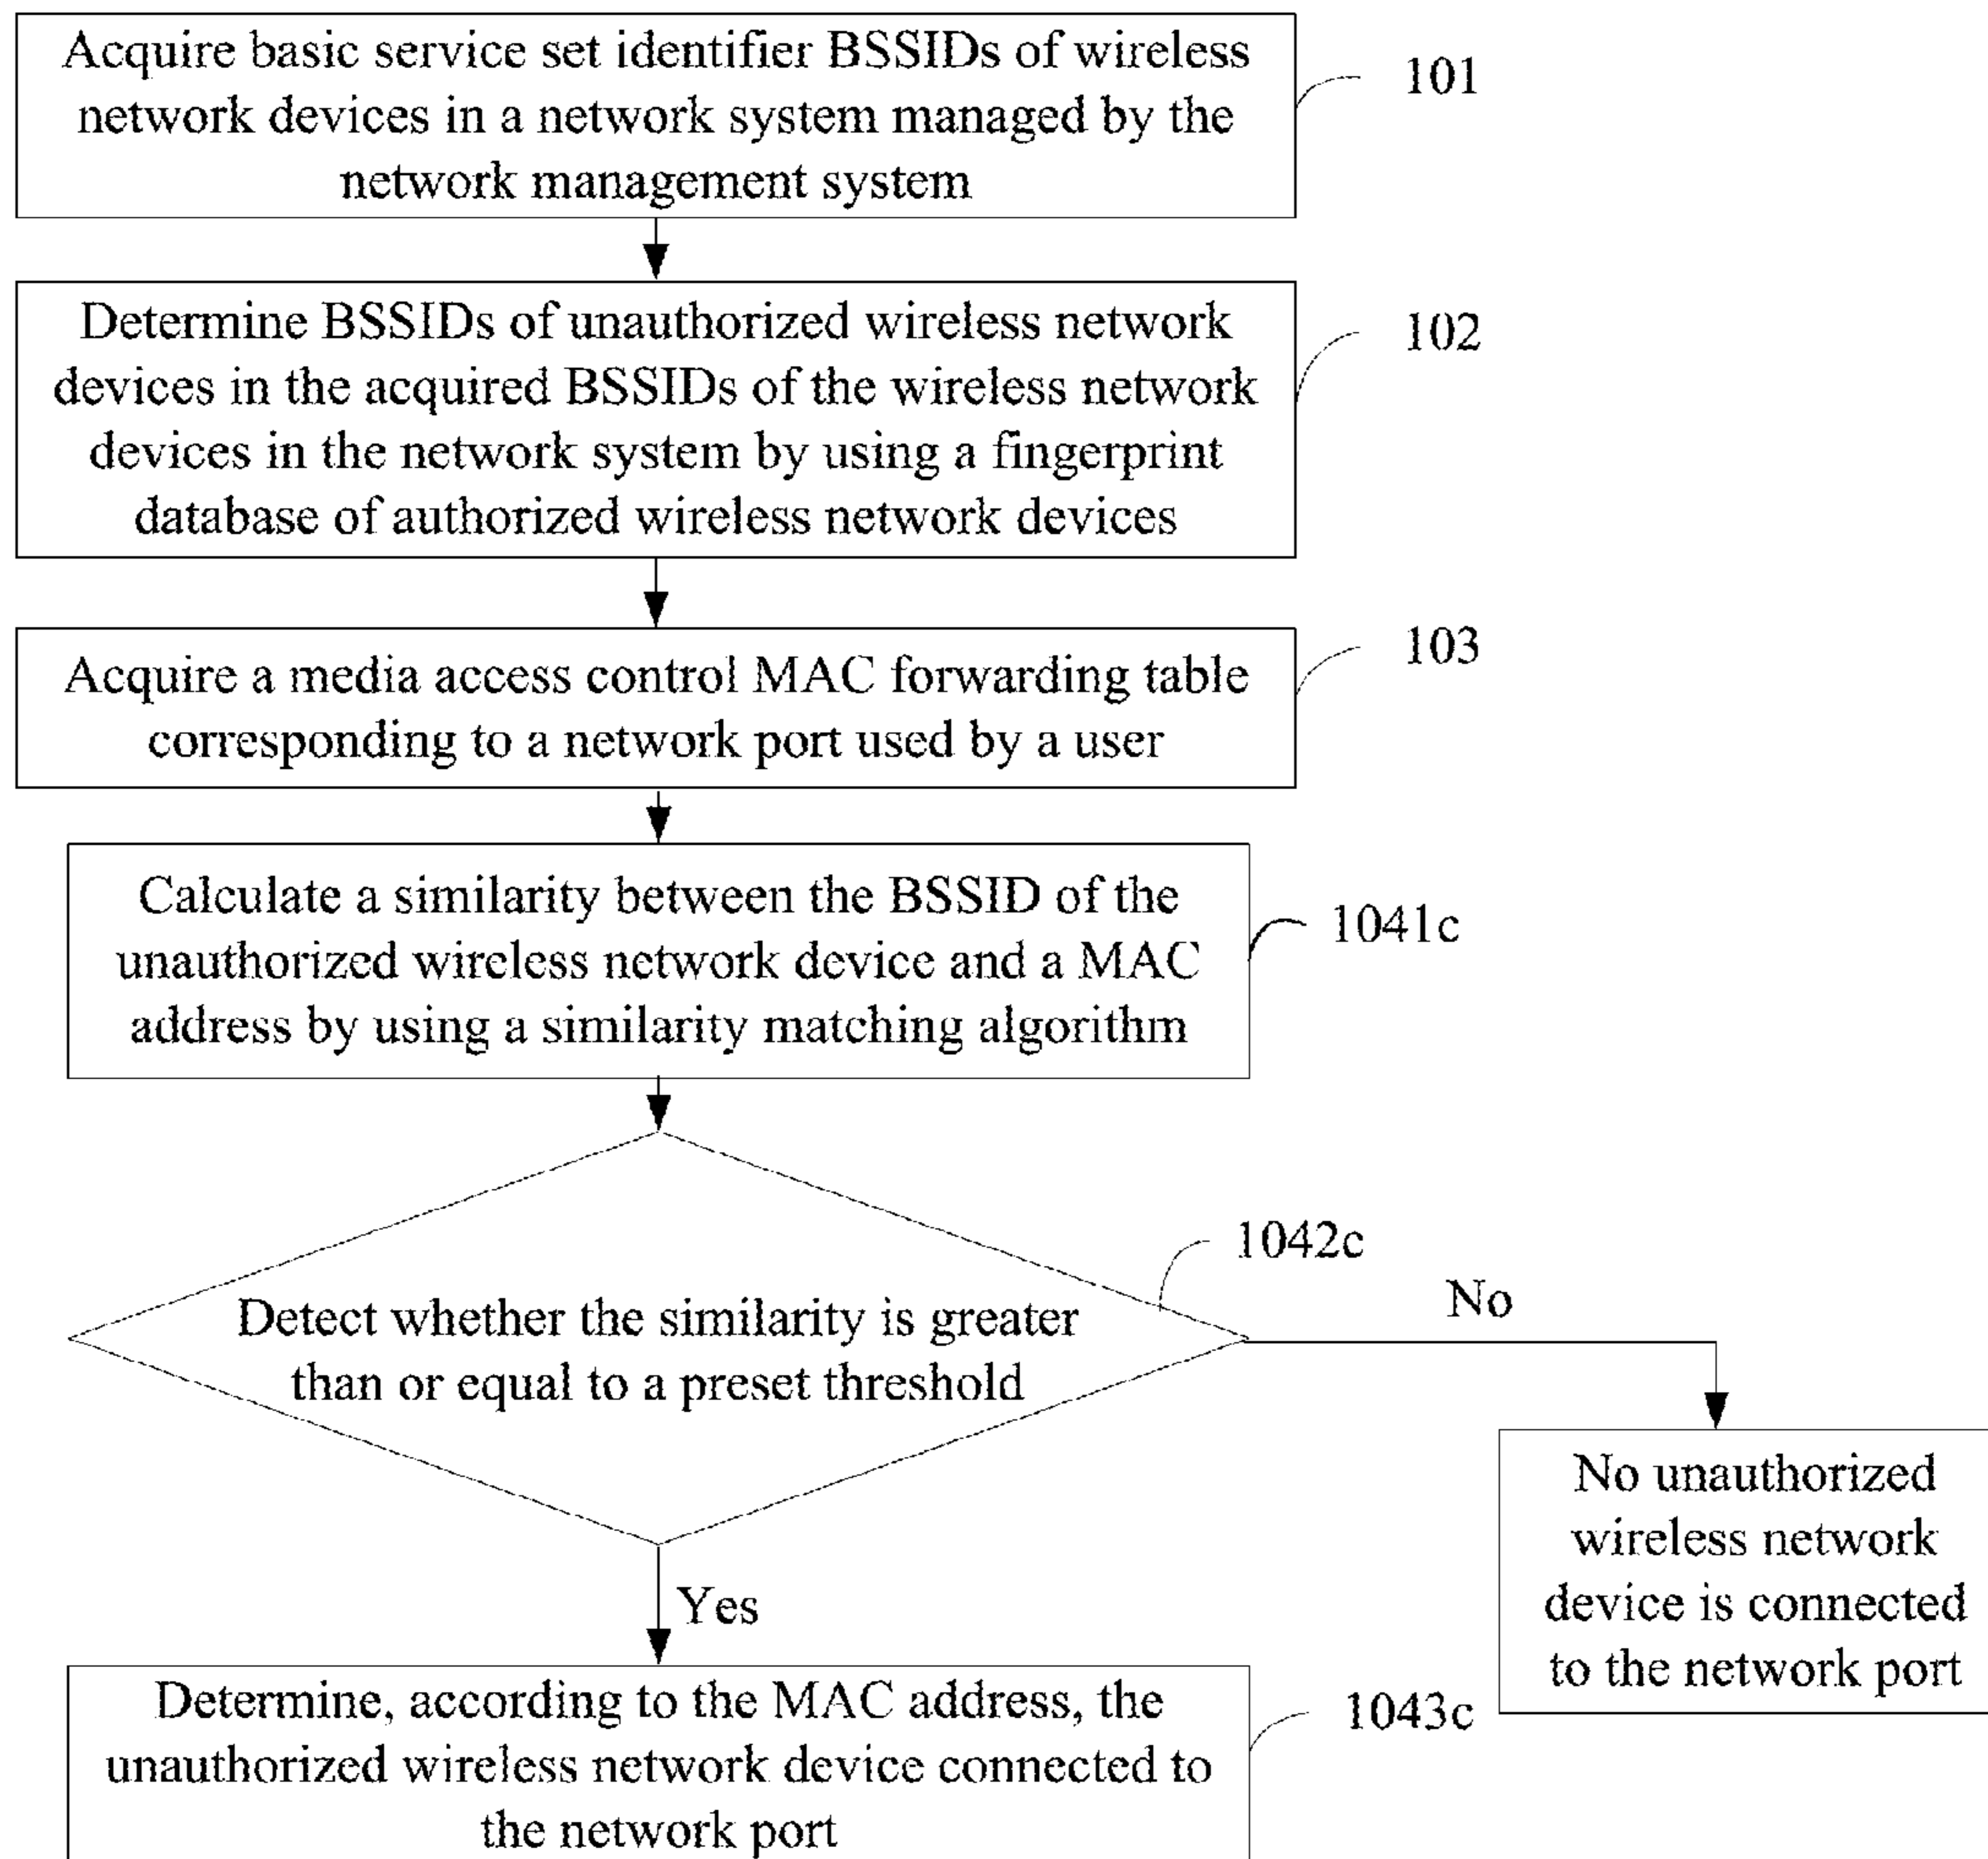 Acquire basic service set identifier BSSIDs of wireless
network devices in a network system managed by the
network management system
101
Determine BSSIDs of unauthorized wireless network
devices in the acquired BSSIDs of the wireless network
devices in the network system by using a fingerprint
database of authorized wireless network devices
102
Acquire a media access control MAC forwarding table
corresponding to a network port used by a user
103
Calculate a similarity between the BSSID of the
unauthorized wireless network device and a MAC
address by using a similarity matching algorithm
1041c
Detect whether the similarity is greater
than or equal to a preset threshold
1042c
No
No unauthorized
wireless network
device is connected
to the network port
Yes
Determine, according to the MAC address, the
unauthorized wireless network device connected to
the network port
1043c